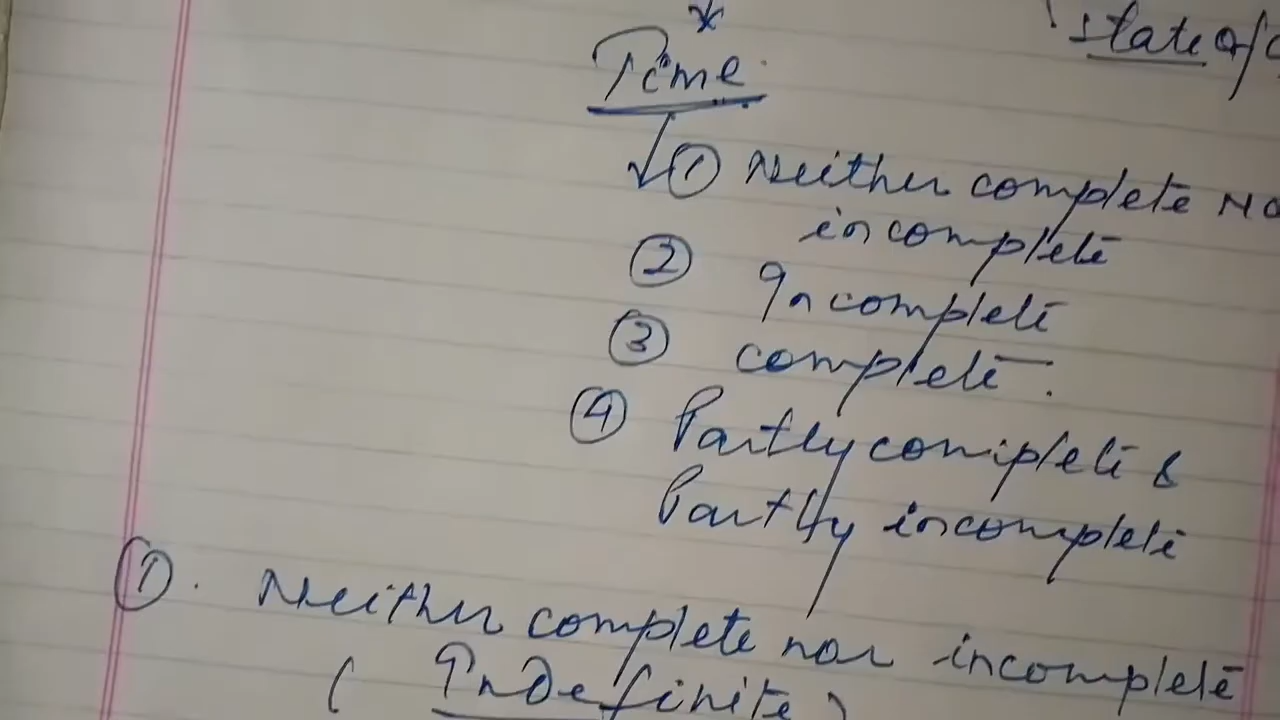 State of
Time
① Neither complete
incomplete
② Incomplete
③ complete.
④ Partly complete &
Partly incomplete
①. Neither complete nor incomplete
(Indefinite)